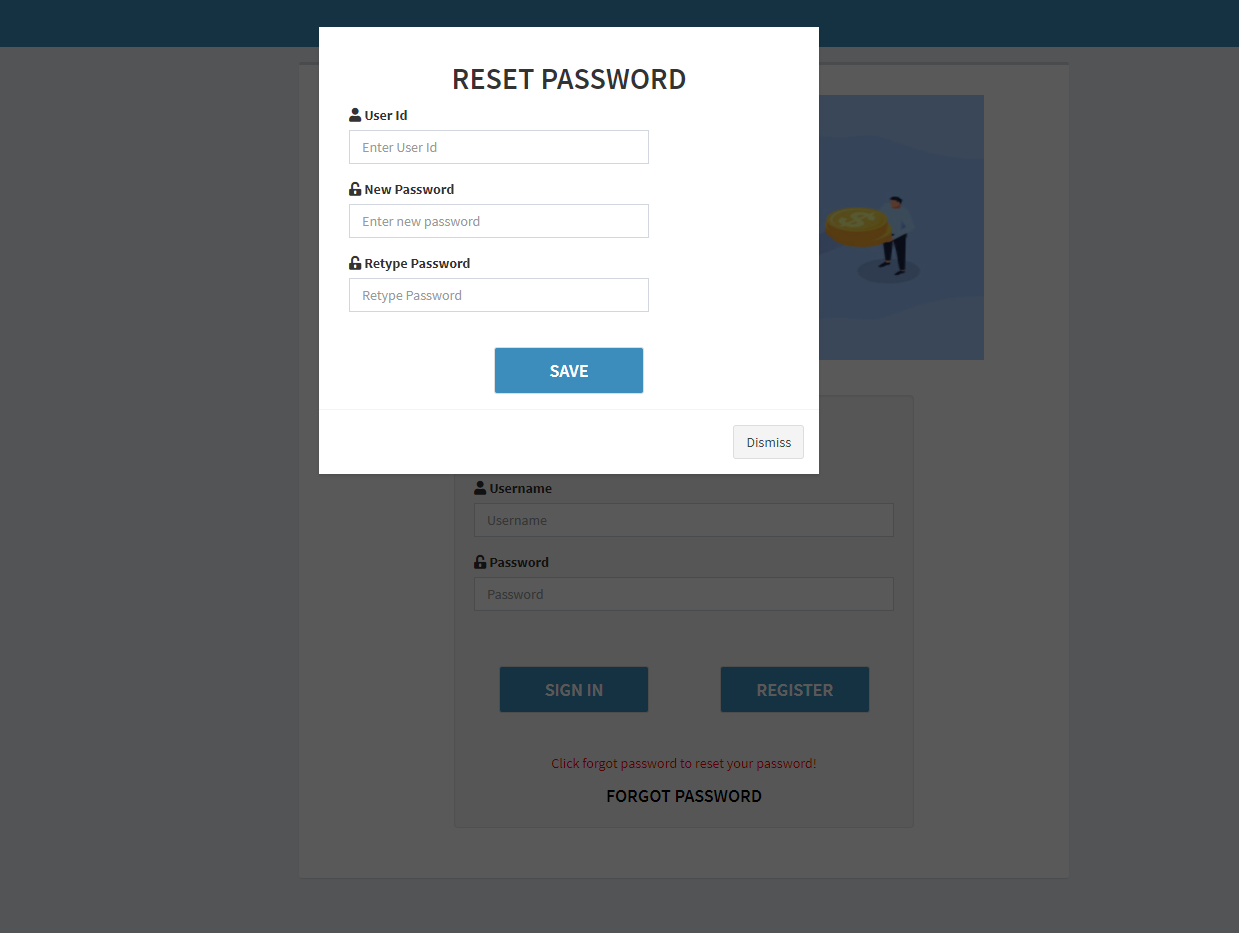 RESET PASSWORD
User Id
Enter User Id
New Password
Enter new password
Retype Password
Retype Password
SAVE
Dismiss
Username
Username
Password
Password
SIGN IN
REGISTER
Click forgot password to reset your password!
FORGOT PASSWORD